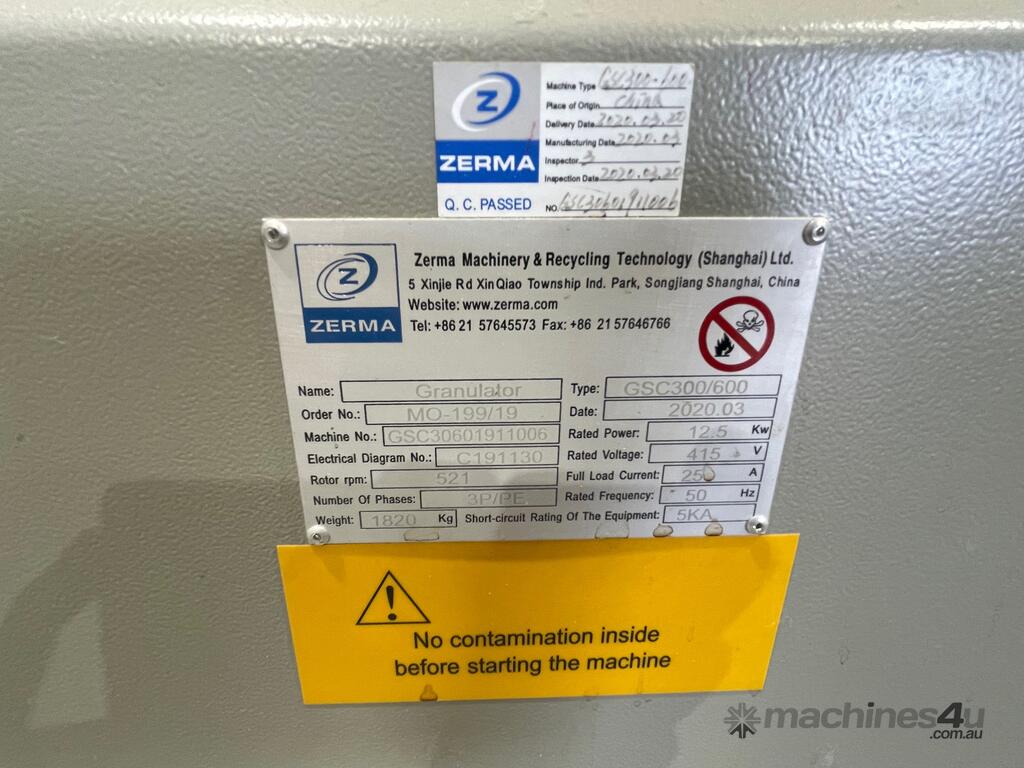 Z
ZERMA
Q. C. PASSED
Machine Type GSC300-600
Place of Origin China
Delivery Date 2020.03.20
Manufacturing Date 2020.03
Inspector 3
Inspection Date 2020.03.20
NO. GSC30601911006
Z
ZERMA
Zerma Machinery & Recycling Technology (Shanghai) Ltd.
5 Xinjie Rd XinQiao Township Ind. Park, Songjiang Shanghai, China
Website: www.zerma.com
Tel: +86 21 57645573 Fax: +86 21 57646766
Name: Granulator Type: GSC300/600
Order No.: MO-199/19 Date: 2020.03
Machine No.: GSC30601911006 Rated Power: 12.5 Kw
Electrical Diagram No.: C191130 Rated Voltage: 415 V
Rotor rpm: 521 Full Load Current: 25 A
Number Of Phases: 3P/PE Rated Frequency: 50 Hz
Weight: 1820 Kg Short-circuit Rating Of The Equipment: 5KA
No contamination inside
before starting the machine
machines4u
.com.au